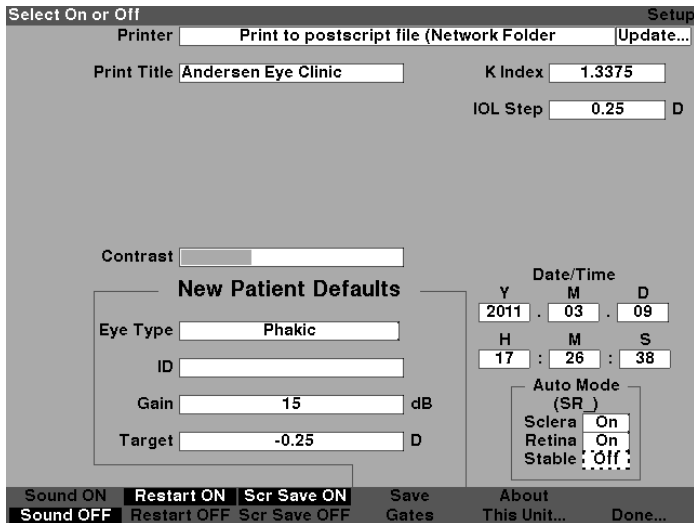 Select On or Off Setup
Printer Print to postscript file (Network Folder Update...
Print Title Andersen Eye Clinic K Index 1.3375
IOL Step 0.25 D
Contrast
Date/Time
New Patient Defaults
Y M D
2011 . 03 . 09
Eye Type Phakic
H M S
17 : 26 : 38
ID
Auto Mode
(SR_)
Gain 15 dB
Sclera On
Retina On
Target -0.25 D
Stable Off
Sound ON Restart ON Scr Save ON Save About
Sound OFF Restart OFF Scr Save OFF Gates This Unit... Done...